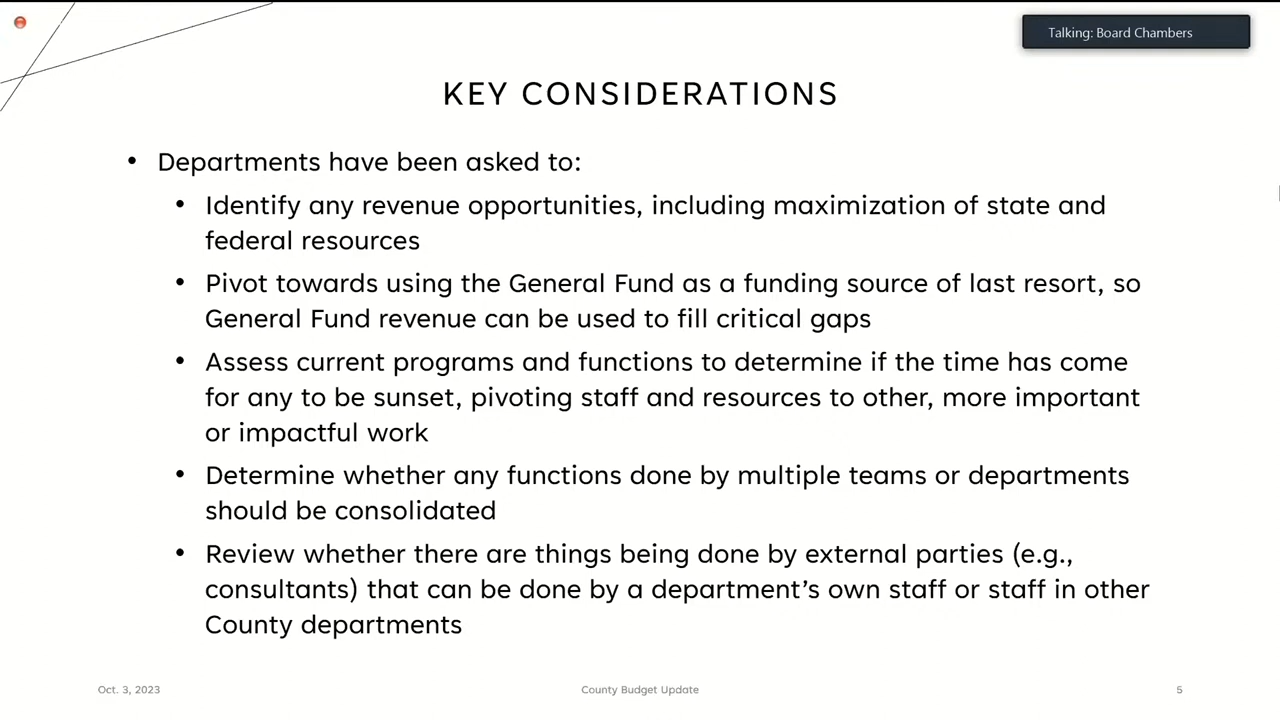 Talking: Board Chambers
KEY CONSIDERATIONS
• Departments have been asked to:
• Identify any revenue opportunities, including maximization of state and
federal resources
• Pivot towards using the General Fund as a funding source of last resort, so
General Fund revenue can be used to fill critical gaps
• Assess current programs and functions to determine if the time has come
for any to be sunset, pivoting staff and resources to other, more important
or impactful work
• Determine whether any functions done by multiple teams or departments
should be consolidated
• Review whether there are things being done by external parties (e.g.,
consultants) that can be done by a department’s own staff or staff in other
County departments
Oct. 3, 2023
County Budget Update
5